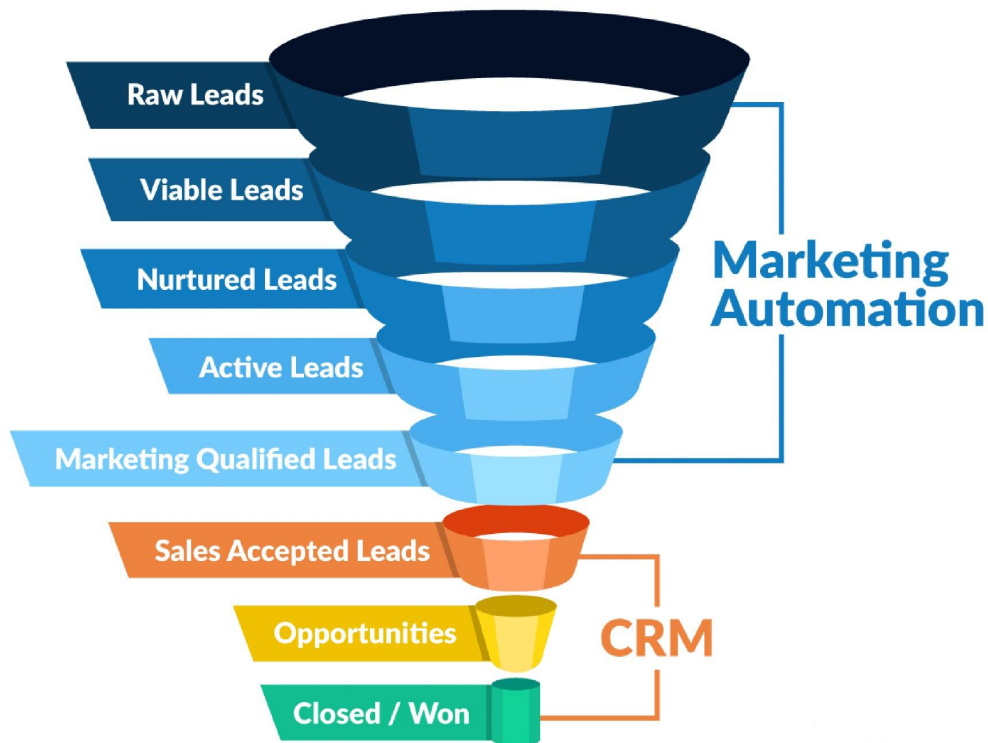 Raw Leads
Viable Leads
Nurtured Leads
Active Leads
Marketing Qualified Leads
Sales Accepted Leads
Opportunities
Closed / Won
Marketing
Automation
CRM